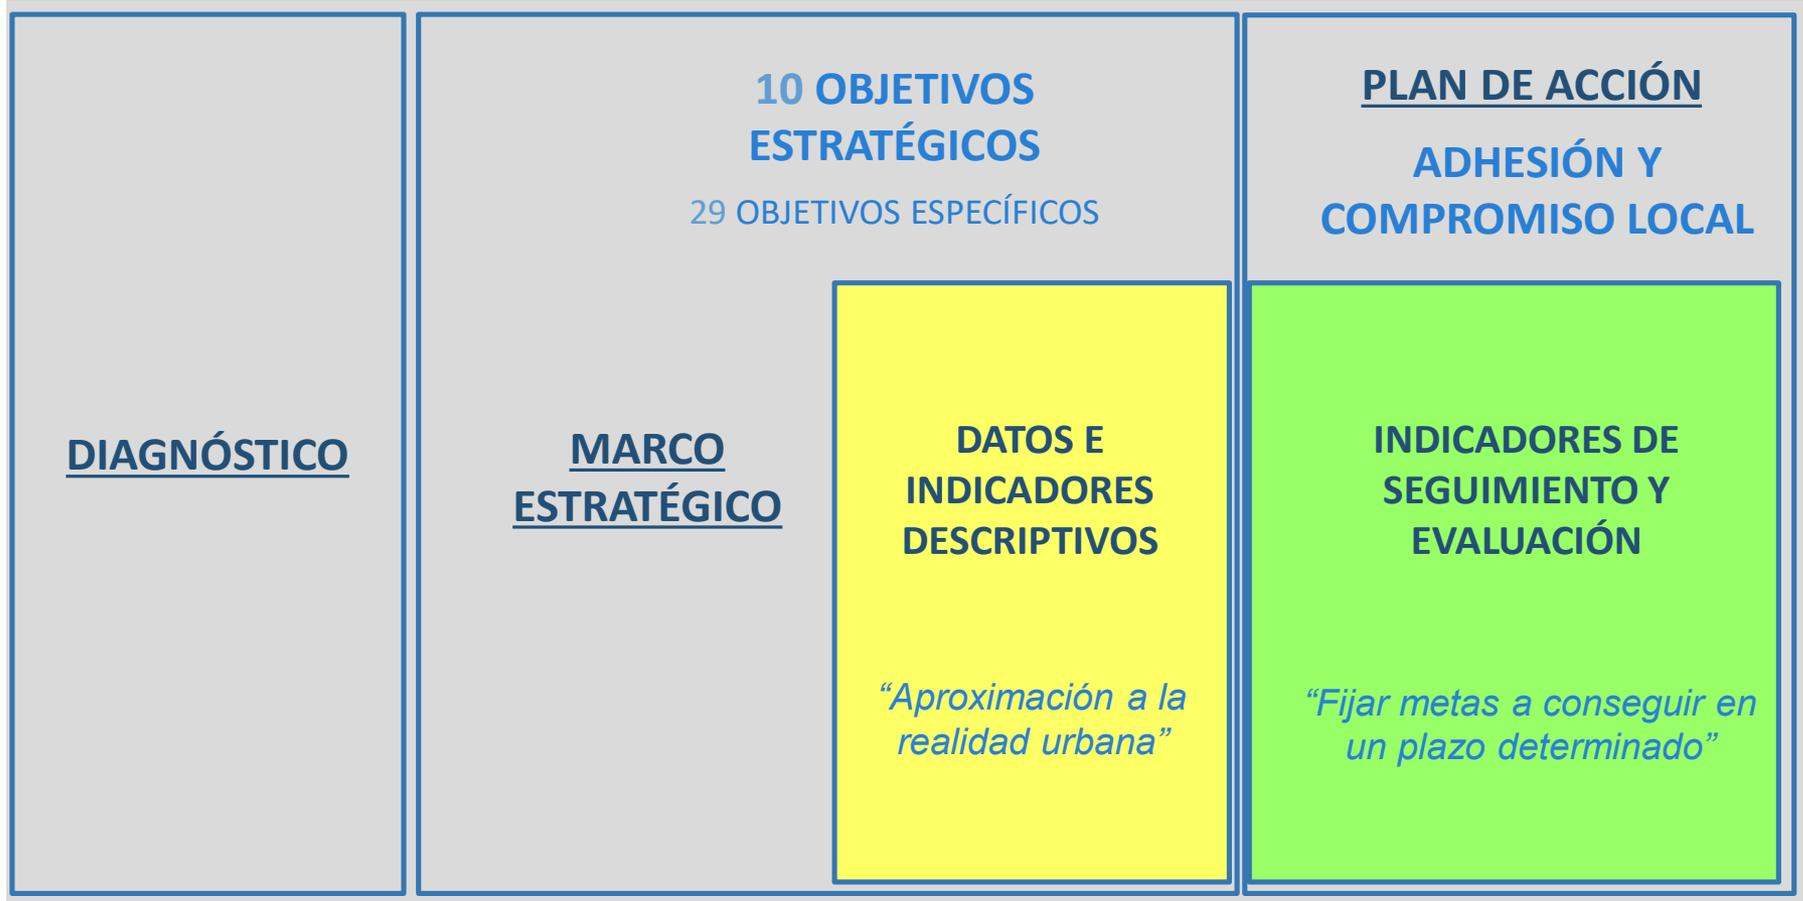 DIAGNÓSTICO
10 OBJETIVOS
ESTRATÉGICOS
29 OBJETIVOS ESPECÍFICOS
MARCO
ESTRATÉGICO
DATOS E
INDICADORES
DESCRIPTIVOS
“Aproximación a la
realidad urbana”
PLAN DE ACCIÓN
ADHESIÓN Y
COMPROMISO LOCAL
INDICADORES DE
SEGUIMIENTO Y
EVALUACIÓN
“Fijar metas a conseguir en
un plazo determinado”